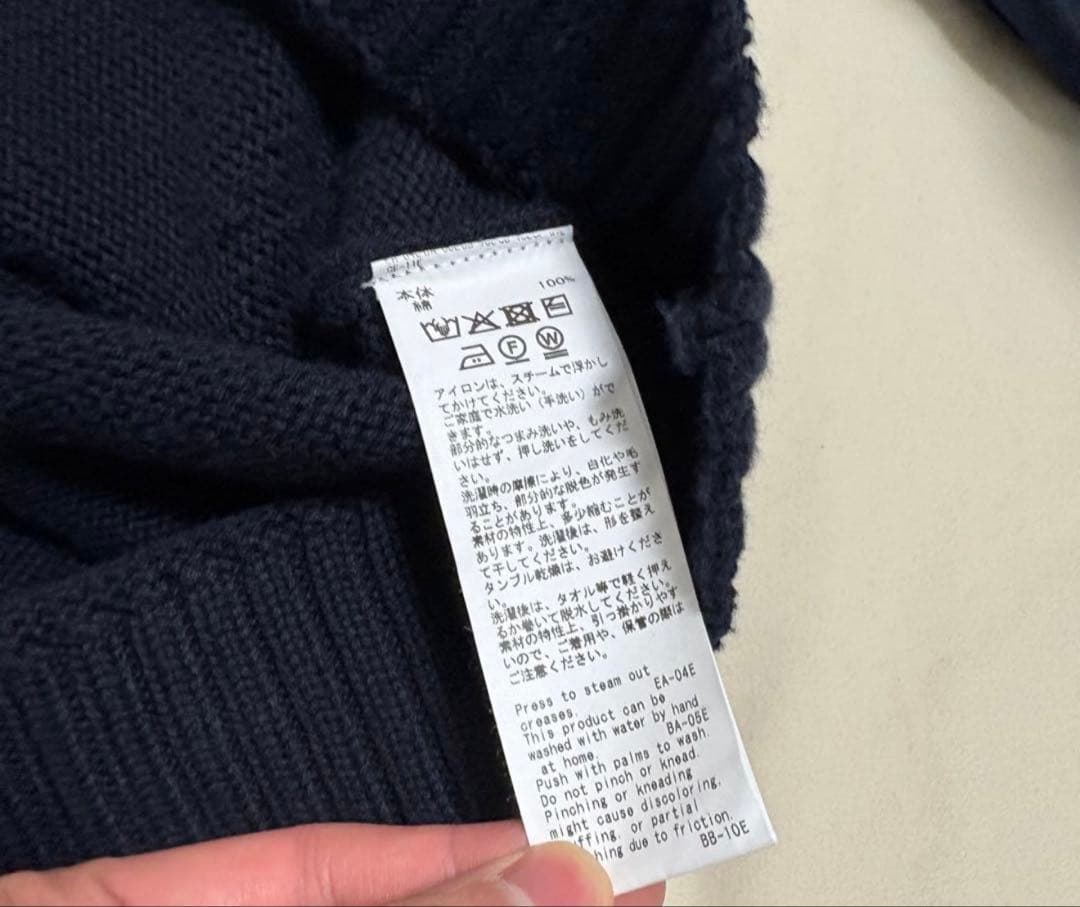 本体
綿 100%
F W
アイロンは、スチームで浮かし
てかけてください。
ご家庭で水洗い（手洗い）がで
きます。
部分的なつまみ洗いや、もみ洗
いはせず、押し洗いをしてくだ
さい。
洗濯時の摩擦により、白化や毛
羽立ち、部分的な脱色が発生す
ることがあります。
素材の特性上、多少縮むことが
あります。洗濯後は、形を整え
て干してください。
タンブル乾燥は、お避けくださ
い。
洗濯後は、タオル等で軽く押え
るか巻いて脱水してください。
素材の特性上、引っ掛かりやす
いので、ご着用や、保管の際は
ご注意ください。
Press to steam out
creases. EA-04E
This product can be
washed with water by hand
at home. BA-05E
Push with palms to wash.
Do not pinch or knead.
Pinching or kneading
might cause discoloring,
or partial
due to friction.
BB-10E